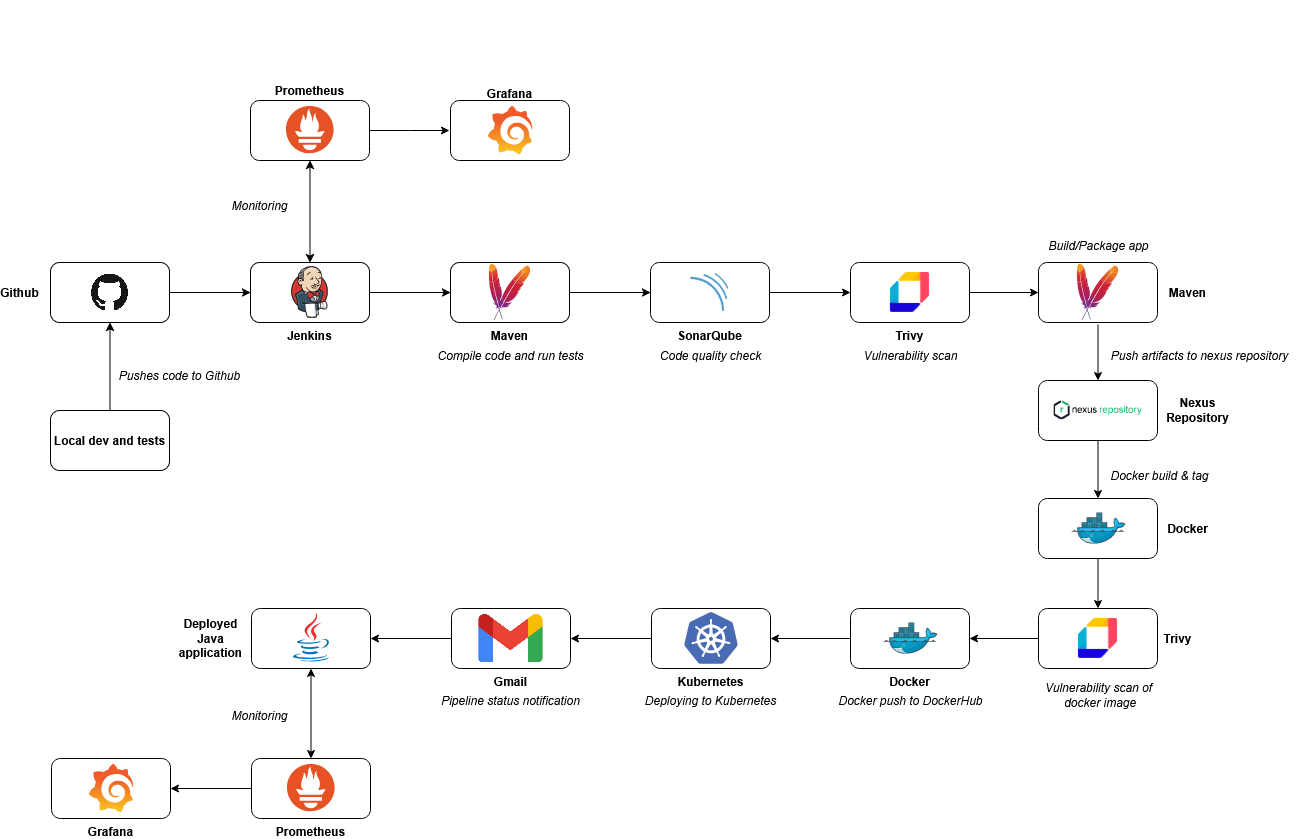 Prometheus
Grafana
Monitoring
Build/Package app
Github
Maven
Jenkins
Maven
SonarQube
Trivy
Compile code and run tests
Code quality check
Vulnerability scan
Push artifacts to nexus repository
Pushes code to Github
Local dev and tests
r nexus repository
Nexus
Repository
Docker build & tag
Docker
Deployed
Java
application
Trivy
Gmail
Kubernetes
Docker
Pipeline status notification
Deploying to Kubernetes
Docker push to DockerHub
Vulnerability scan of
docker image
Monitoring
Grafana
Prometheus